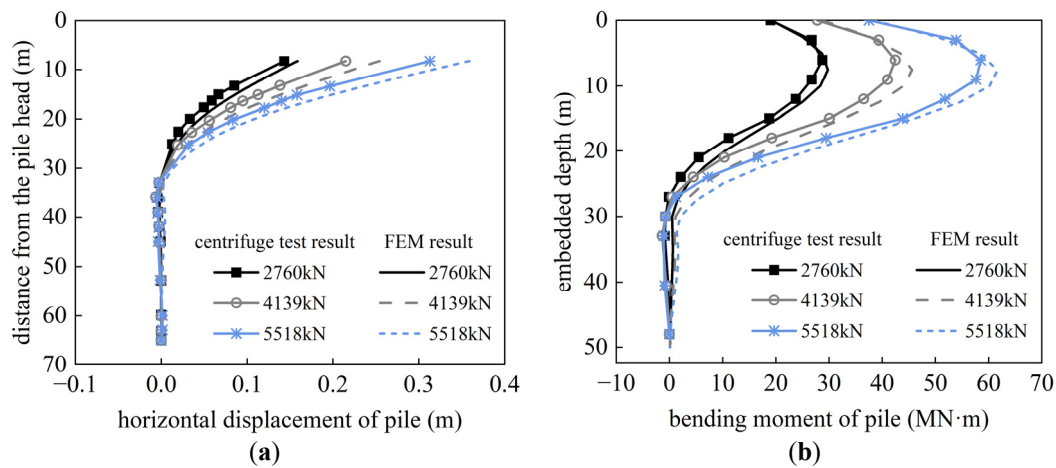 distance from the pile head (m)
0
10
20
30
40
50
60
70
centrifuge test result FEM result
2760kN 2760kN
4139kN 4139kN
5518kN 5518kN
−0.1 0.0 0.1 0.2 0.3 0.4
horizontal displacement of pile (m)
(a)
embedded depth (m)
0
10
20
30
40
50
centrifuge test result FEM result
2760kN 2760kN
4139kN 4139kN
5518kN 5518kN
−10 0 10 20 30 40 50 60 70
bending moment of pile (MN·m)
(b)